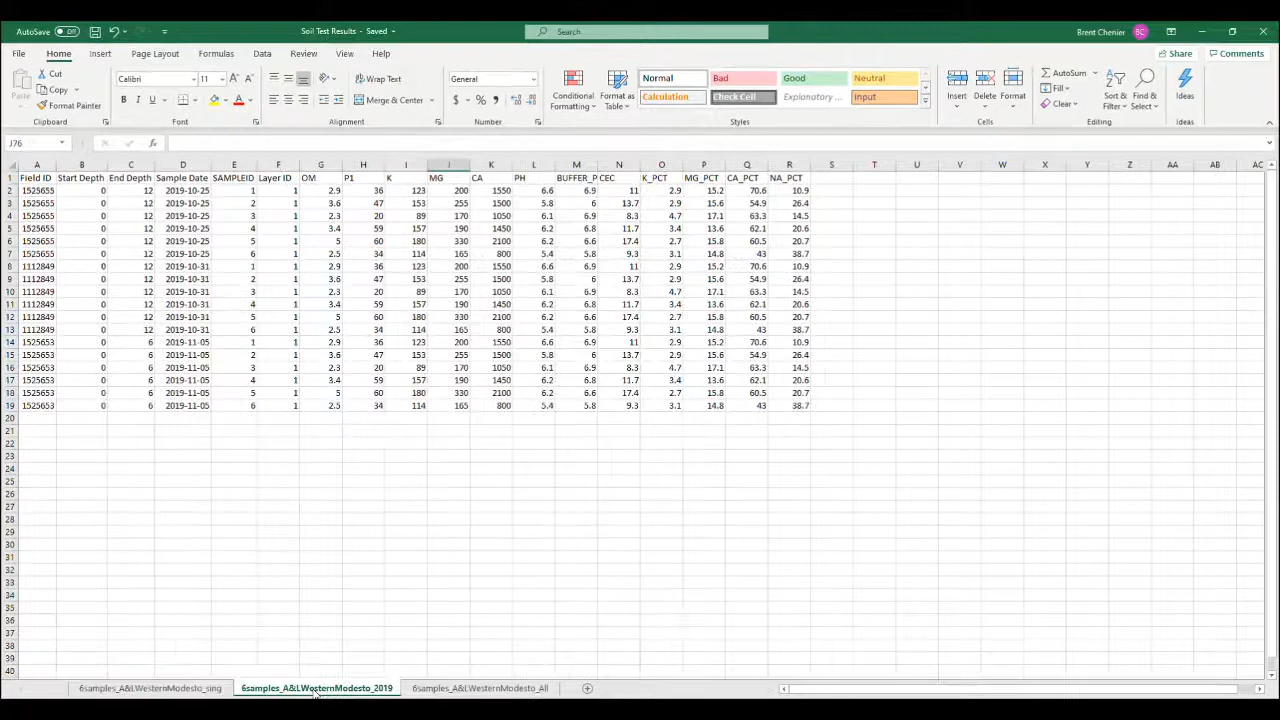 AutoSave Off Soil Test Results - Saved Search Brent Chenier BC
File Home Insert Page Layout Formulas Data Review View Help Share Comments
Paste Cut Copy Format Painter Clipboard
Calibri 11 A A B I U A Font
Wrap Text Merge & Center Alignment
General $ % , Number
Conditional Formatting Format as Table
Normal Bad Good Neutral
Calculation Check Cell Explanatory ... Input
Styles
Insert Delete Format Cells
AutoSum Fill Clear Sort & Filter Find & Select Editing
Ideas Ideas
J76 fx
A B C D E F G H I J K L M N O P Q R S T U V W X Y Z AA AB AC
1 Field ID Start Depth End Depth Sample Date SAMPLEID Layer ID OM P1 K MG CA PH BUFFER_P CEC K_PCT MG_PCT CA_PCT NA_PCT
2 1525655 0 12 2019-10-25 1 1 2.9 36 123 200 1550 6.6 6.9 11 2.9 15.2 70.6 10.9
3 1525655 0 12 2019-10-25 2 1 3.6 47 153 255 1500 5.8 6 13.7 2.9 15.6 54.9 26.4
4 1525655 0 12 2019-10-25 3 1 2.3 20 89 170 1050 6.1 6.9 8.3 4.7 17.1 63.3 14.5
5 1525655 0 12 2019-10-25 4 1 3.4 59 157 190 1450 6.2 6.8 11.7 3.4 13.6 62.1 20.6
6 1525655 0 12 2019-10-25 5 1 5 60 180 330 2100 6.2 6.8 17.4 2.7 15.8 60.5 20.7
7 1525655 0 12 2019-10-25 6 1 2.5 34 114 165 800 5.4 5.8 9.3 3.1 14.8 43 38.7
8 1112849 0 12 2019-10-31 1 1 2.9 36 123 200 1550 6.6 6.9 11 2.9 15.2 70.6 10.9
9 1112849 0 12 2019-10-31 2 1 3.6 47 153 255 1500 5.8 6 13.7 2.9 15.6 54.9 26.4
10 1112849 0 12 2019-10-31 3 1 2.3 20 89 170 1050 6.1 6.9 8.3 4.7 17.1 63.3 14.5
11 1112849 0 12 2019-10-31 4 1 3.4 59 157 190 1450 6.2 6.8 11.7 3.4 13.6 62.1 20.6
12 1112849 0 12 2019-10-31 5 1 5 60 180 330 2100 6.2 6.8 17.4 2.7 15.8 60.5 20.7
13 1112849 0 12 2019-10-31 6 1 2.5 34 114 165 800 5.4 5.8 9.3 3.1 14.8 43 38.7
14 1525653 0 6 2019-11-05 1 1 2.9 36 123 200 1550 6.6 6.9 11 2.9 15.2 70.6 10.9
15 1525653 0 6 2019-11-05 2 1 3.6 47 153 255 1500 5.8 6 13.7 2.9 15.6 54.9 26.4
16 1525653 0 6 2019-11-05 3 1 2.3 20 89 170 1050 6.1 6.9 8.3 4.7 17.1 63.3 14.5
17 1525653 0 6 2019-11-05 4 1 3.4 59 157 190 1450 6.2 6.8 11.7 3.4 13.6 62.1 20.6
18 1525653 0 6 2019-11-05 5 1 5 60 180 330 2100 6.2 6.8 17.4 2.7 15.8 60.5 20.7
19 1525653 0 6 2019-11-05 6 1 2.5 34 114 165 800 5.4 5.8 9.3 3.1 14.8 43 38.7
20
21
22
23
24
25
26
27
28
29
30
31
32
33
34
35
36
37
38
39
40
6samples_A&LWesternModesto_sing 6samples_A&LWesternModesto_2019 6samples_A&LWesternModesto_All